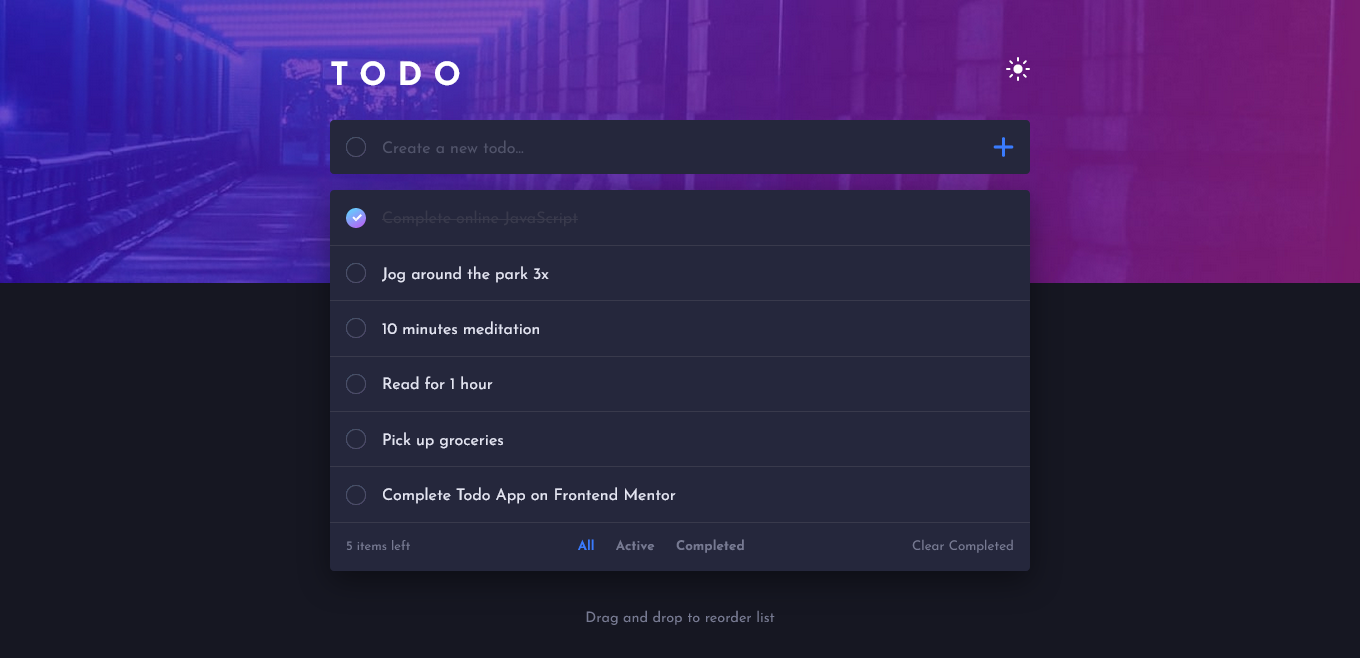 TODO
Create a new todo...
Complete online JavaScript
Jog around the park 3x
10 minutes meditation
Read for 1 hour
Pick up groceries
Complete Todo App on Frontend Mentor
5 items left All Active Completed Clear Completed
Drag and drop to reorder list